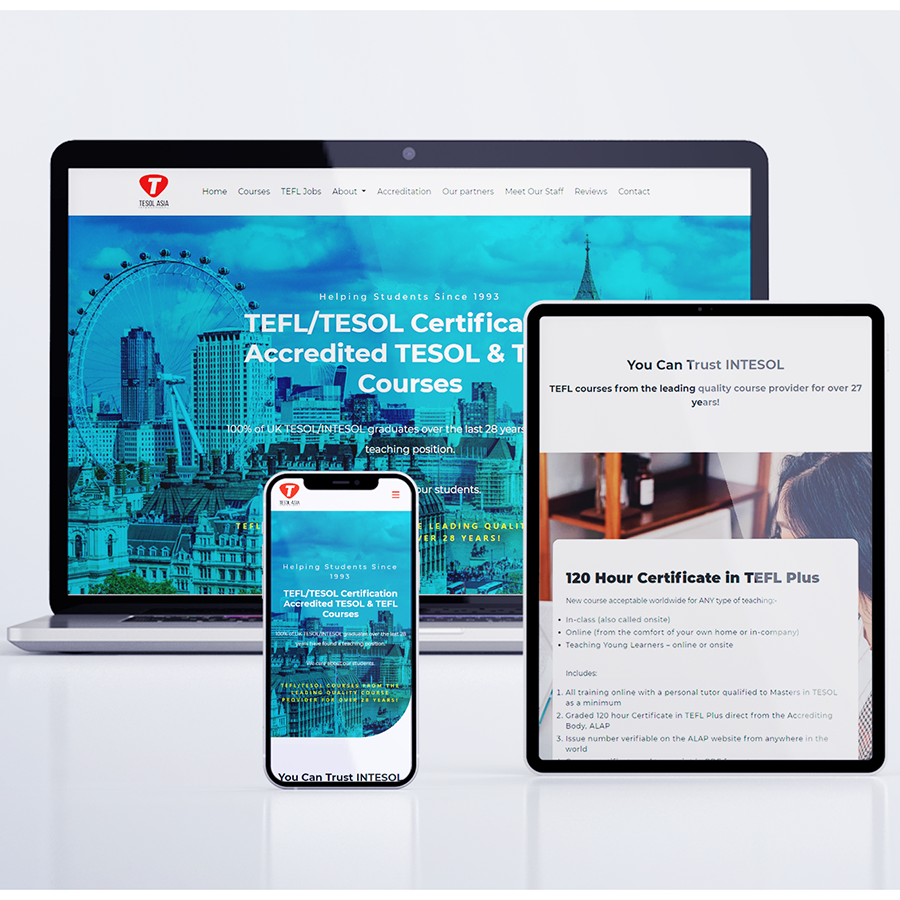 TESOL ASIA
Home Courses TEFL Jobs About Accreditation Our partners Meet Our Staff Reviews Contact
Helping Students Since 1993
TEFL/TESOL Certifica
Accredited TESOL & T
Courses
100% of UK TESOL/INTESOL graduates over the last 28 years
teaching position.
our students.
TEFL
E LEADING QUALIT
VER 28 YEARS!
TESOL ASIA
Helping Students Since
1993
TEFL/TESOL Certification
Accredited TESOL & TEFL
Courses
100% of UK TESOL/INTESOL graduates over the last 28
years have found a teaching position.
We care about our students.
TEFL/TESOL COURSES FROM THE
LEADING QUALITY COURSE
PROVIDER FOR OVER 28 YEARS!
You Can Trust INTESOL
You Can Trust INTESOL
TEFL courses from the leading quality course provider for over 27
years!
120 Hour Certificate in TEFL Plus
New course acceptable worldwide for ANY type of teaching:-
• In-class (also called onsite)
• Online (from the comfort of your own home or in-company)
• Teaching Young Learners – online or onsite
Includes:
1. All training online with a personal tutor qualified to Masters in TESOL
as a minimum
2. Graded 120 hour Certificate in TEFL Plus direct from the Accrediting
Body, ALAP
3. Issue number verifiable on the ALAP website from anywhere in the
world